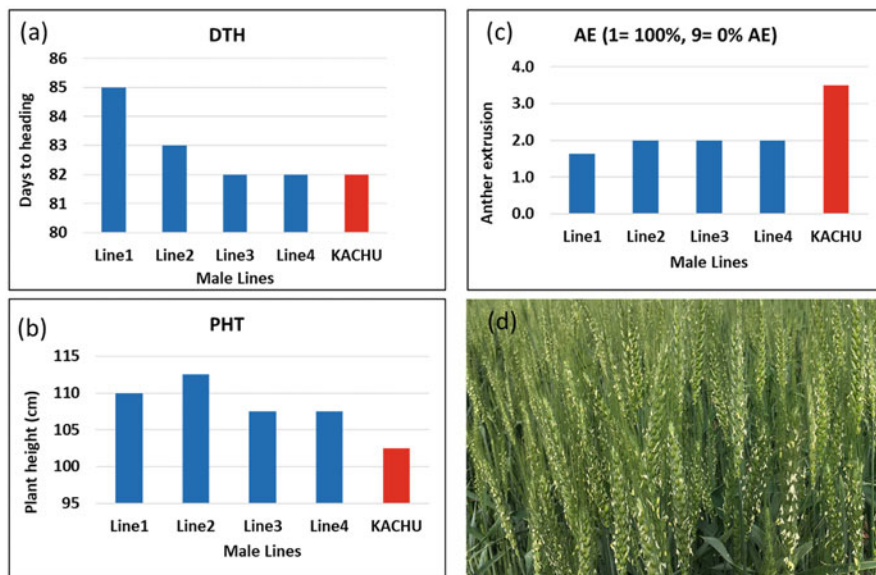 (a)
DTH
Days to heading
86
85
84
83
82
81
80
Line1 Line2 Line3 Line4 KACHU
Male Lines
(b)
PHT
Plant height (cm)
115
110
105
100
95
Line1 Line2 Line3 Line4 KACHU
Male Lines
(c)
AE (1= 100%, 9= 0% AE)
Anther extrusion
4.0
3.0
2.0
1.0
0.0
Line1 Line2 Line3 Line4 KACHU
Male Lines
(d)